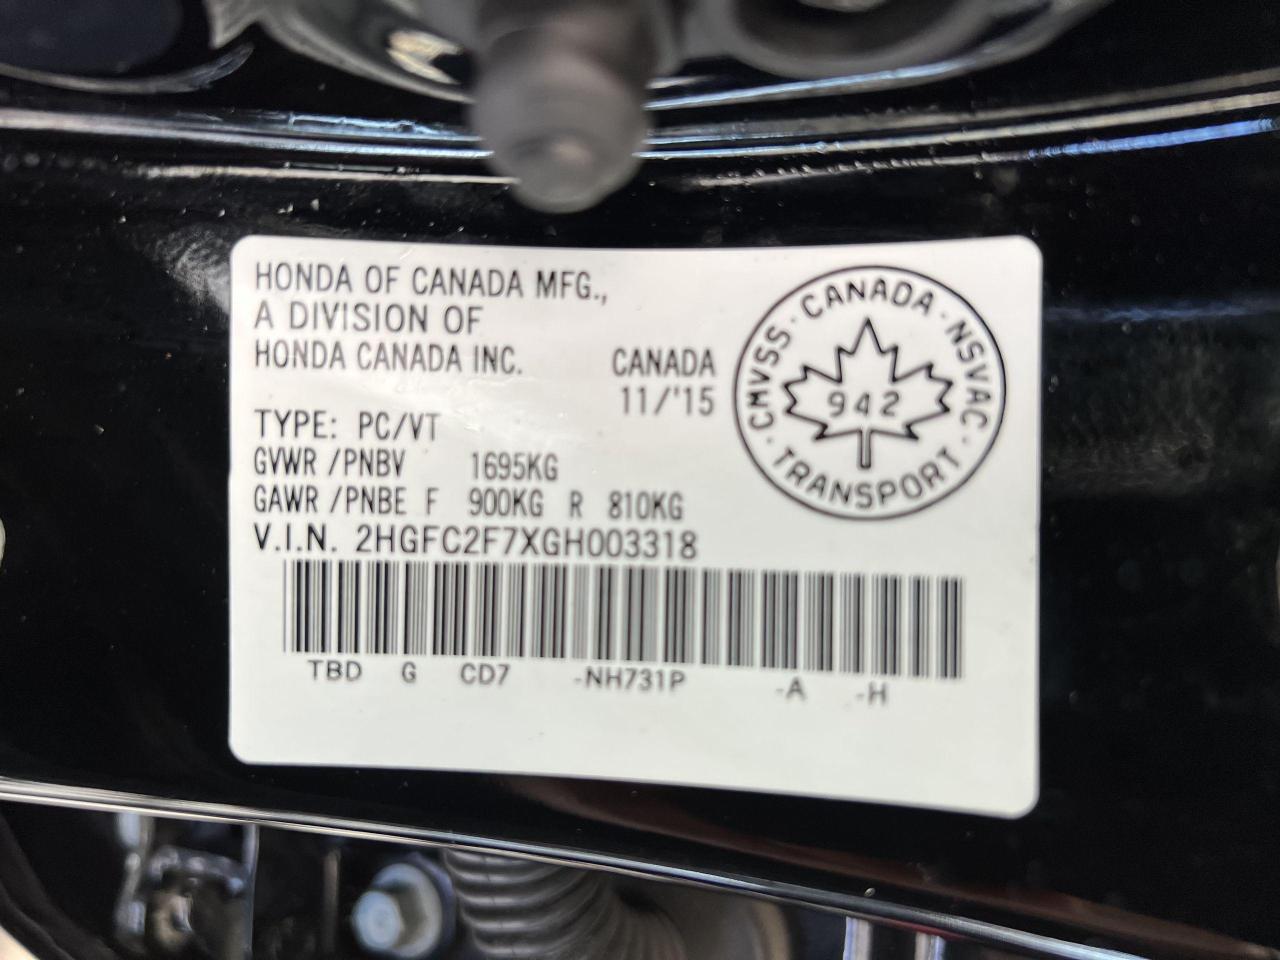 HONDA OF CANADA MFG.,
A DIVISION OF
HONDA CANADA INC.
CANADA
11/'15
TYPE: PC/VT
GVWR /PNBV 1695KG
GAWR /PNBE F 900KG R 810KG
V.I.N. 2HGFC2F7XGH003318
TBD G CD7 -NH731P -A -H
CMVSS · CANADA · NSVAC · TRANSPORT ·
942